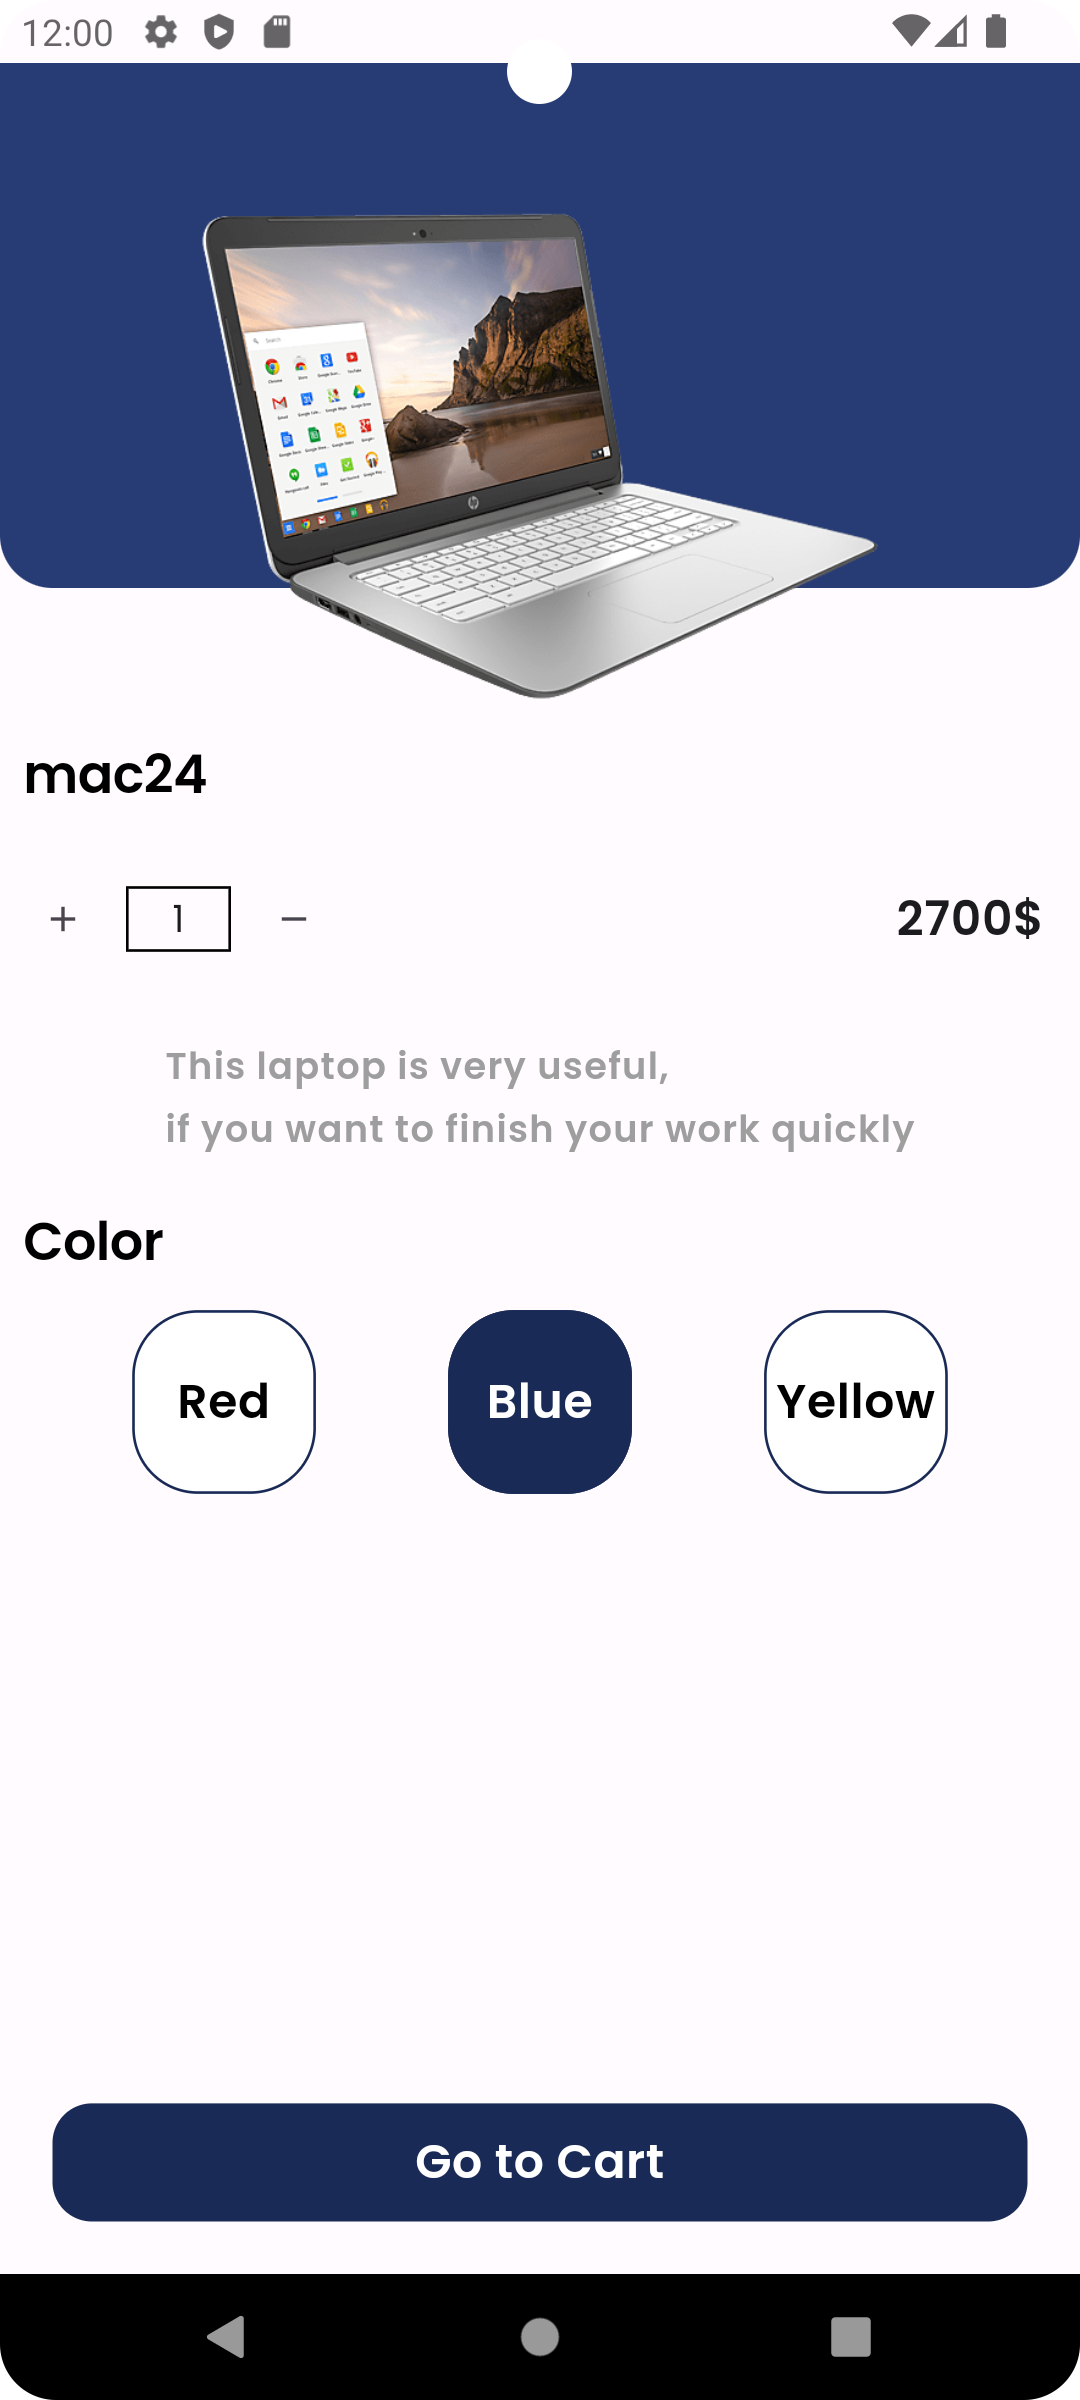 12:00
mac24
1
2700$
This laptop is very useful,
if you want to finish your work quickly
Color
Red
Blue
Yellow
Go to Cart